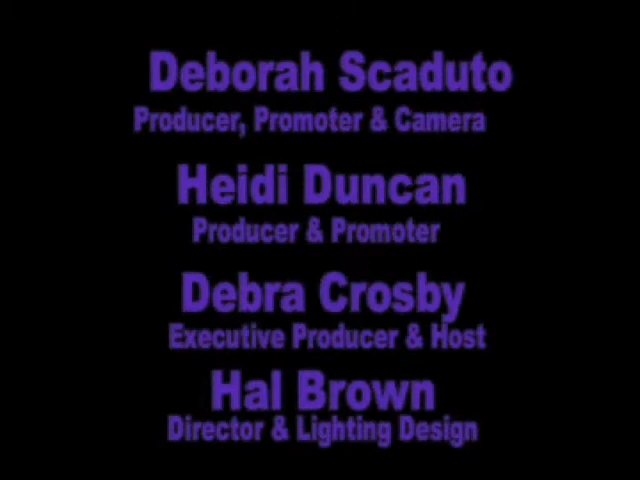 Deborah Scaduto
Producer, Promoter & Camera
Heidi Duncan
Producer & Promoter
Debra Crosby
Executive Producer & Host
Hal Brown
Director & Lighting Design